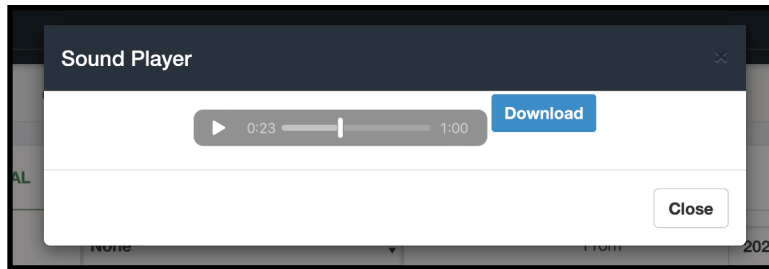 Sound Player
×
0:23 1:00 Download
AL
Close
None From 202